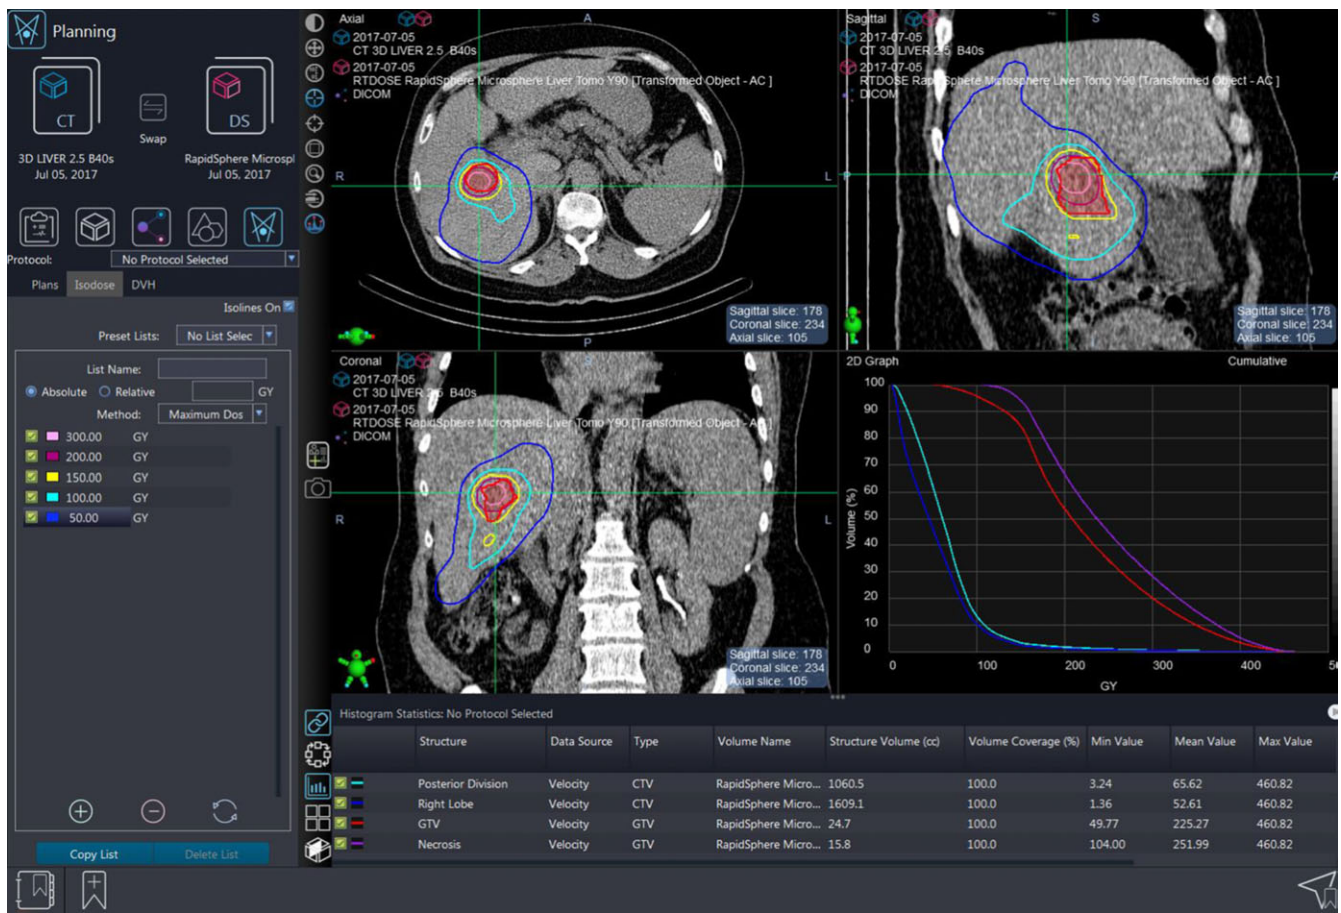 Planning
CT
Swap
DS
3D LIVER 2.5 B40s
Jul 05, 2017
RapidSphere Microspl
Jul 05, 2017
Protocol: No Protocol Selected
Plans Isodose DVH
Isolines On
Preset Lists: No List Selec
List Name:
Absolute Relative GY
Method: Maximum Dos
300.00 GY
200.00 GY
150.00 GY
100.00 GY
50.00 GY
Copy List Delete List
Axial
2017-07-05
CT 3D LIVER 2.5 B40s
2017-07-05
RTDOSE RapidSphere Microsphere Liver Tomo Y90 [Transformed Object - AC ]
DICOM
A
R
L
P
Sagittal slice: 178
Coronal slice: 234
Axial slice: 105
Sagittal
2017-07-05
CT 3D LIVER 2.5 B40s
2017-07-05
RTDOSE RapidSphere Microsphere Liver Tomo Y90 [Transformed Object - AC ]
DICOM
S
P
A
Sagittal slice: 178
Coronal slice: 234
Axial slice: 105
Coronal
2017-07-05
CT 3D LIVER 2.5 B40s
2017-07-05
RTDOSE RapidSphere Microsphere Liver Tomo Y90 [Transformed Object - AC ]
DICOM
R
L
Sagittal slice: 178
Coronal slice: 234
Axial slice: 105
2D Graph Cumulative
100
90
80
70
60
50
40
30
20
10
0
Volume (%)
0 100 200 300 400
GY
Histogram Statistics: No Protocol Selected
Structure Data Source Type Volume Name Structure Volume (cc) Volume Coverage (%) Min Value Mean Value Max Value
Posterior Division Velocity CTV RapidSphere Micro... 1060.5 100.0 3.24 65.62 460.82
Right Lobe Velocity CTV RapidSphere Micro... 1609.1 100.0 1.36 52.61 460.82
GTV Velocity GTV RapidSphere Micro... 24.7 100.0 49.77 225.27 460.82
Necrosis Velocity GTV RapidSphere Micro... 15.8 100.0 104.00 251.99 460.82